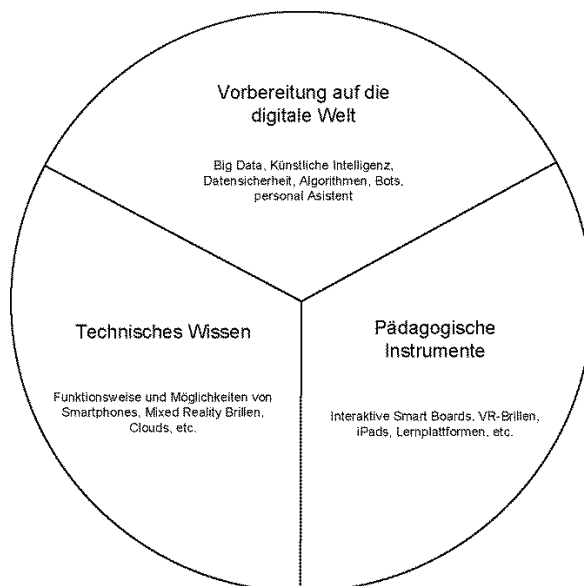 Vorbereitung auf die
digitale Welt
Big Data, Künstliche Intelligenz,
Datensicherheit, Algorithmen, Bots,
personal Asistent
Technisches Wissen
Funktionsweise und Möglichkeiten von
Smartphones, Mixed Reality Brillen,
Clouds, etc.
Pädagogische
Instrumente
Interaktive Smart Boards, VR-Brillen,
iPads, Lernplattformen, etc.